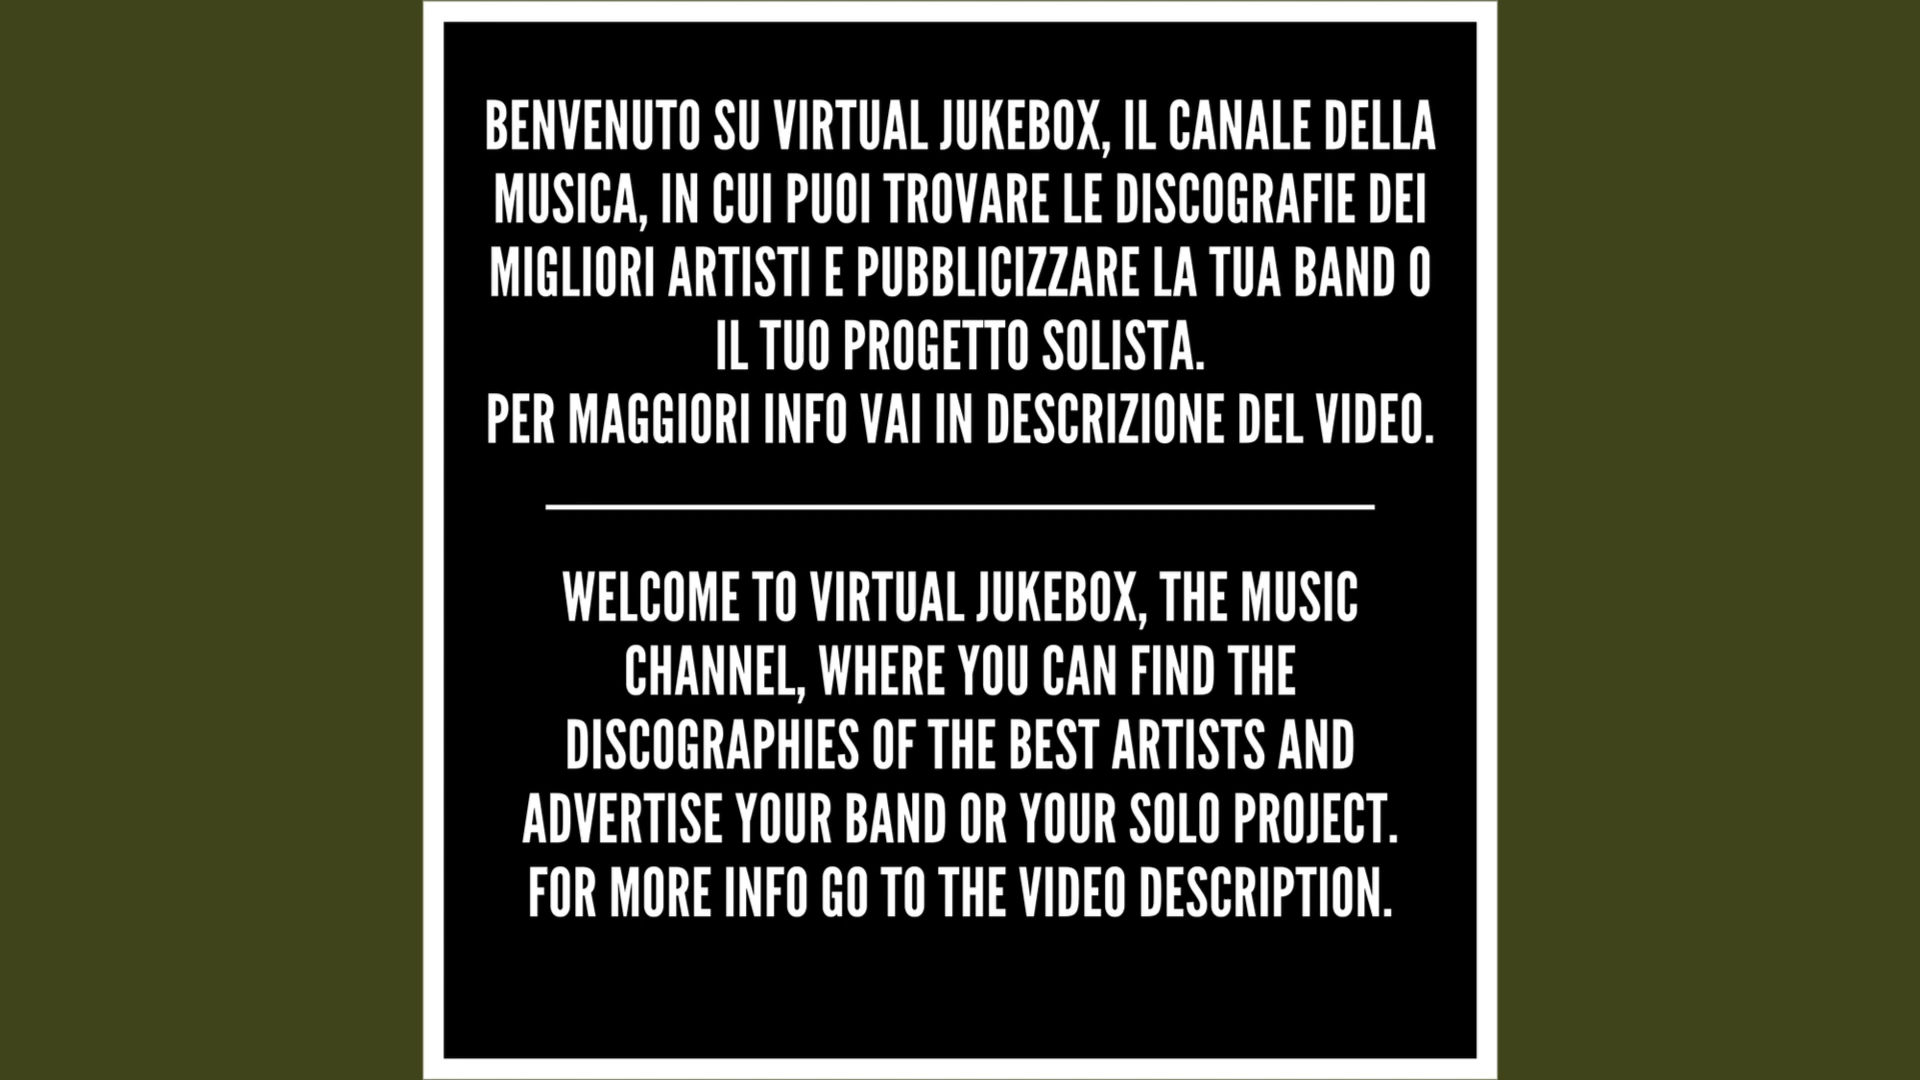 BENVENUTO SU VIRTUAL JUKEBOX, IL CANALE DELLA
MUSICA, IN CUI PUOI TROVARE LE DISCOGRAFIE DEI
MIGLIORI ARTISTI E PUBBLICIZZARE LA TUA BAND O
IL TUO PROGETTO SOLISTA.
PER MAGGIORI INFO VAI IN DESCRIZIONE DEL VIDEO.
WELCOME TO VIRTUAL JUKEBOX, THE MUSIC
CHANNEL, WHERE YOU CAN FIND THE
DISCOGRAPHIES OF THE BEST ARTISTS AND
ADVERTISE YOUR BAND OR YOUR SOLO PROJECT.
FOR MORE INFO GO TO THE VIDEO DESCRIPTION.